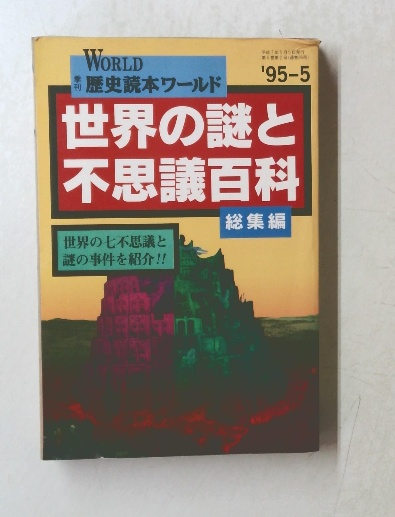 WORLD
季刊
歴史読本ワールド
'95-5
世界の謎と
不思議百科
総集編
世界の七不思議と
謎の事件を紹介!!